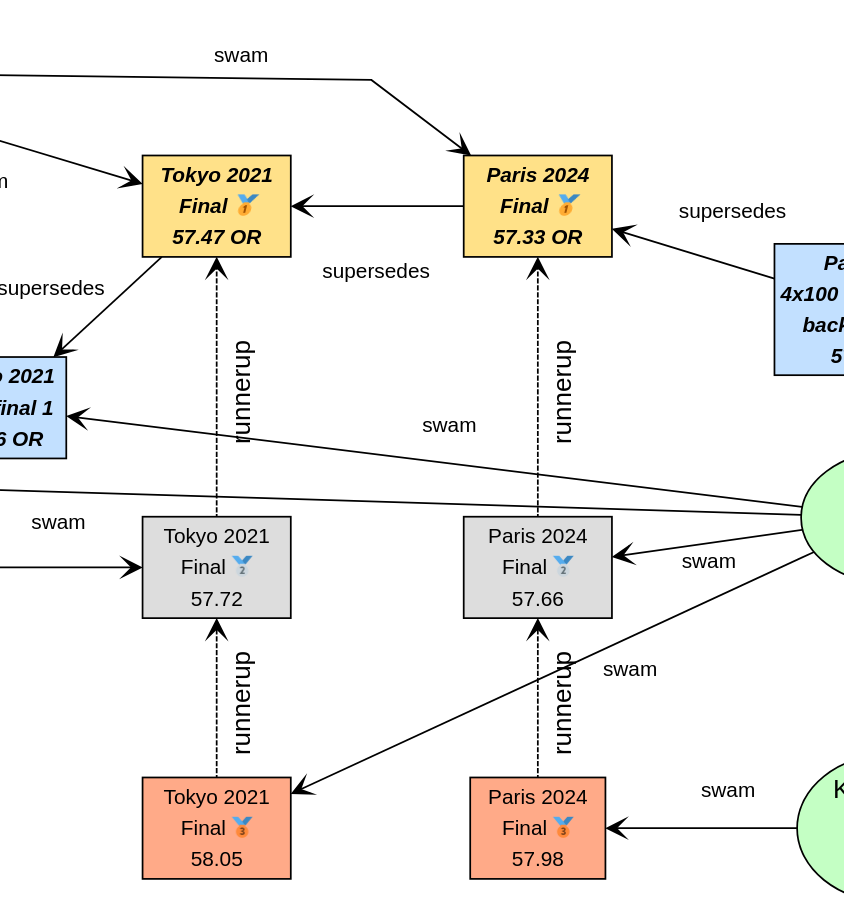 swam
m
Tokyo 2021
Final 🥇
57.47 OR
Paris 2024
Final 🥇
57.33 OR
supersedes
supersedes
supersedes
Pa
4x100
back
5
o 2021
final 1
6 OR
runnerup
runnerup
swam
swam
Tokyo 2021
Final 🥈
57.72
Paris 2024
Final 🥈
57.66
swam
runnerup
runnerup
swam
Tokyo 2021
Final 🥉
58.05
Paris 2024
Final 🥉
57.98
swam
K